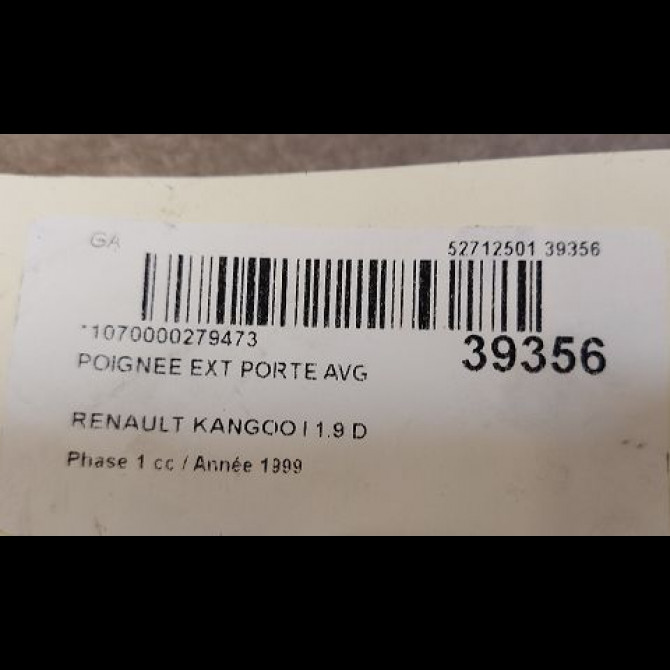 GA
52712501 39356
*1070000279473
39356
POIGNEE EXT PORTE AVG
RENAULT KANGOO I 1.9 D
Phase 1 cc / Année 1999